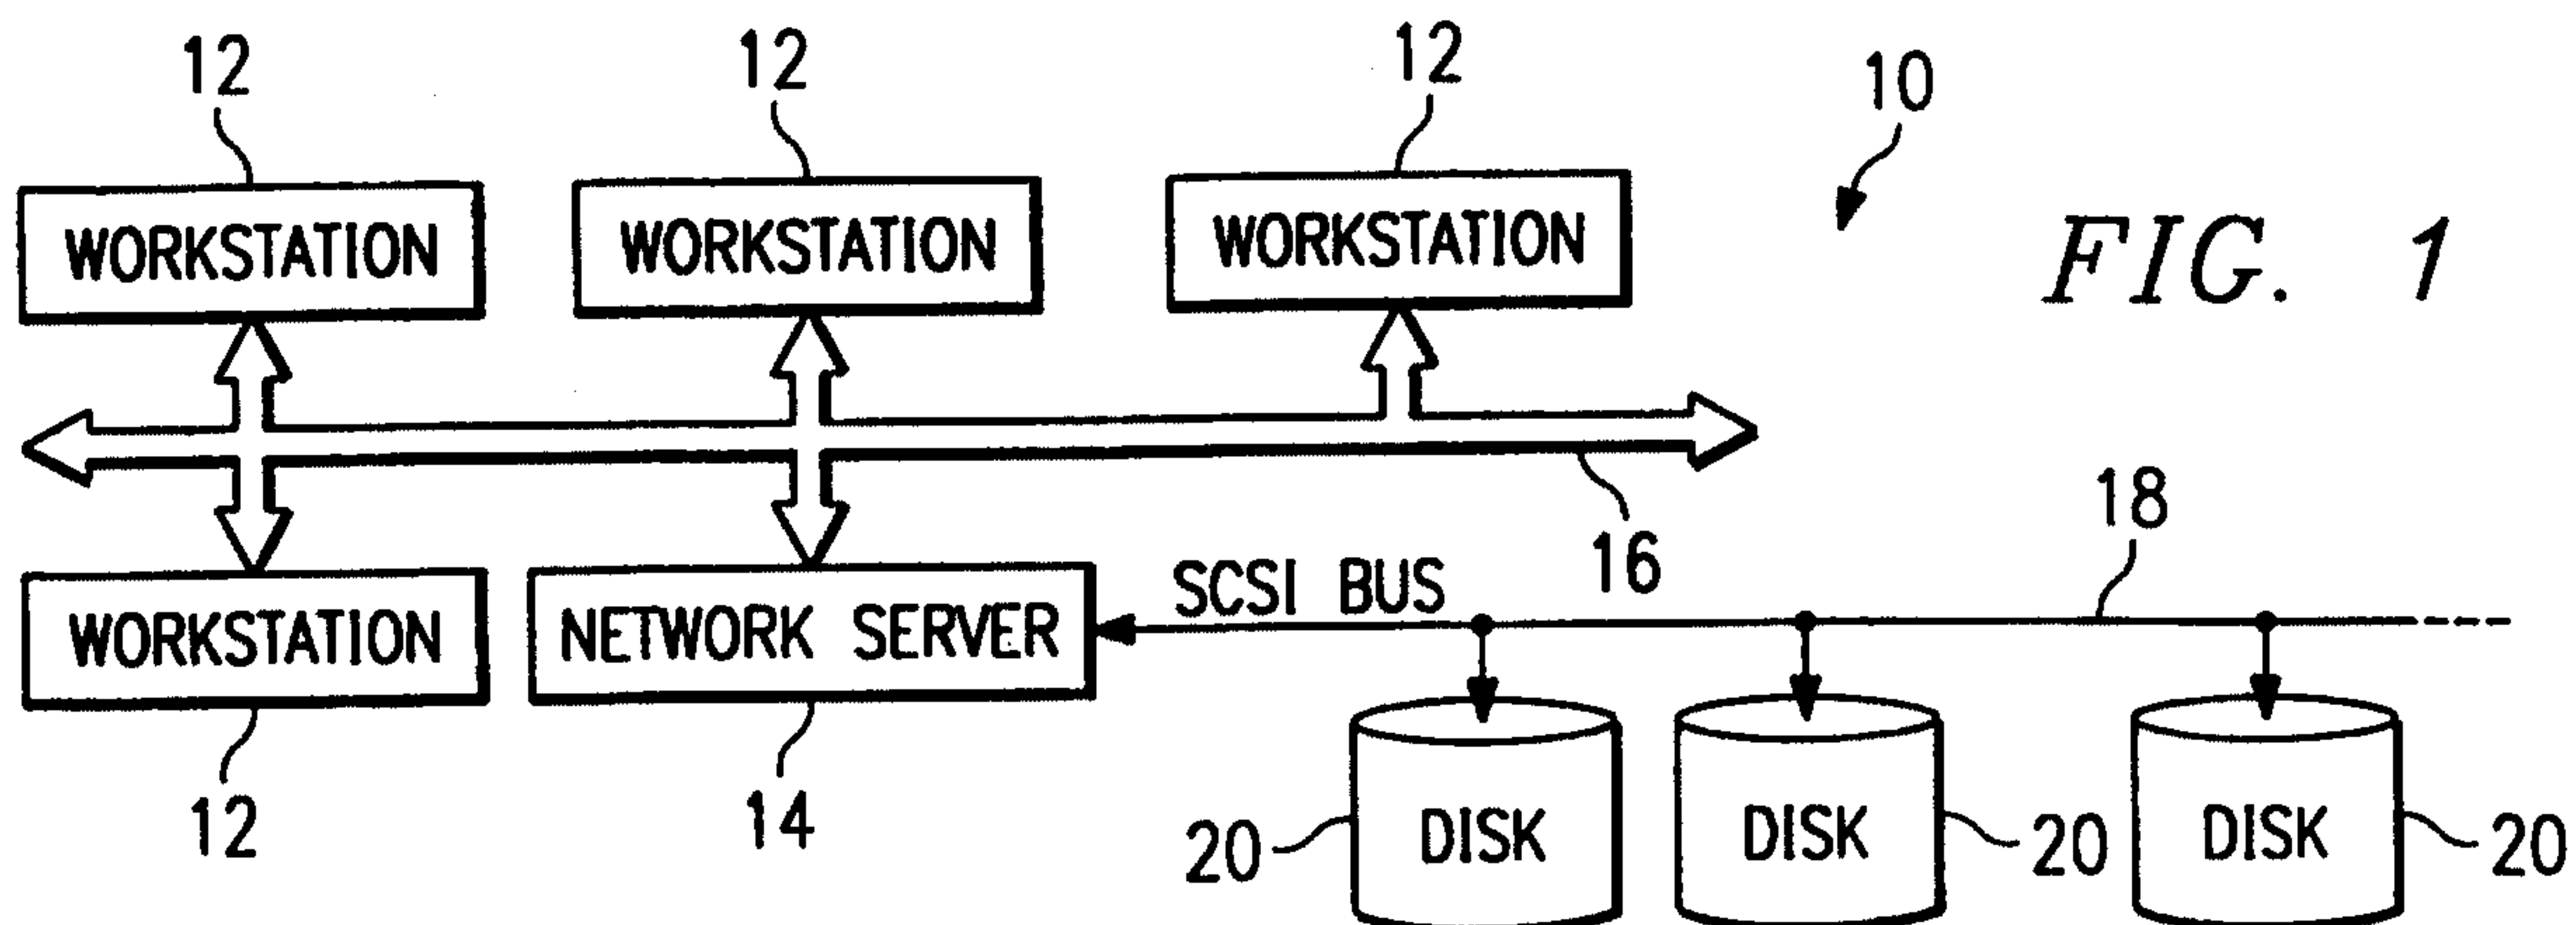 12 12 12 10
WORKSTATION WORKSTATION WORKSTATION
FIG. 1
16 18
SCSI BUS
WORKSTATION NETWORK SERVER
12 14
20 DISK DISK 20 DISK 20